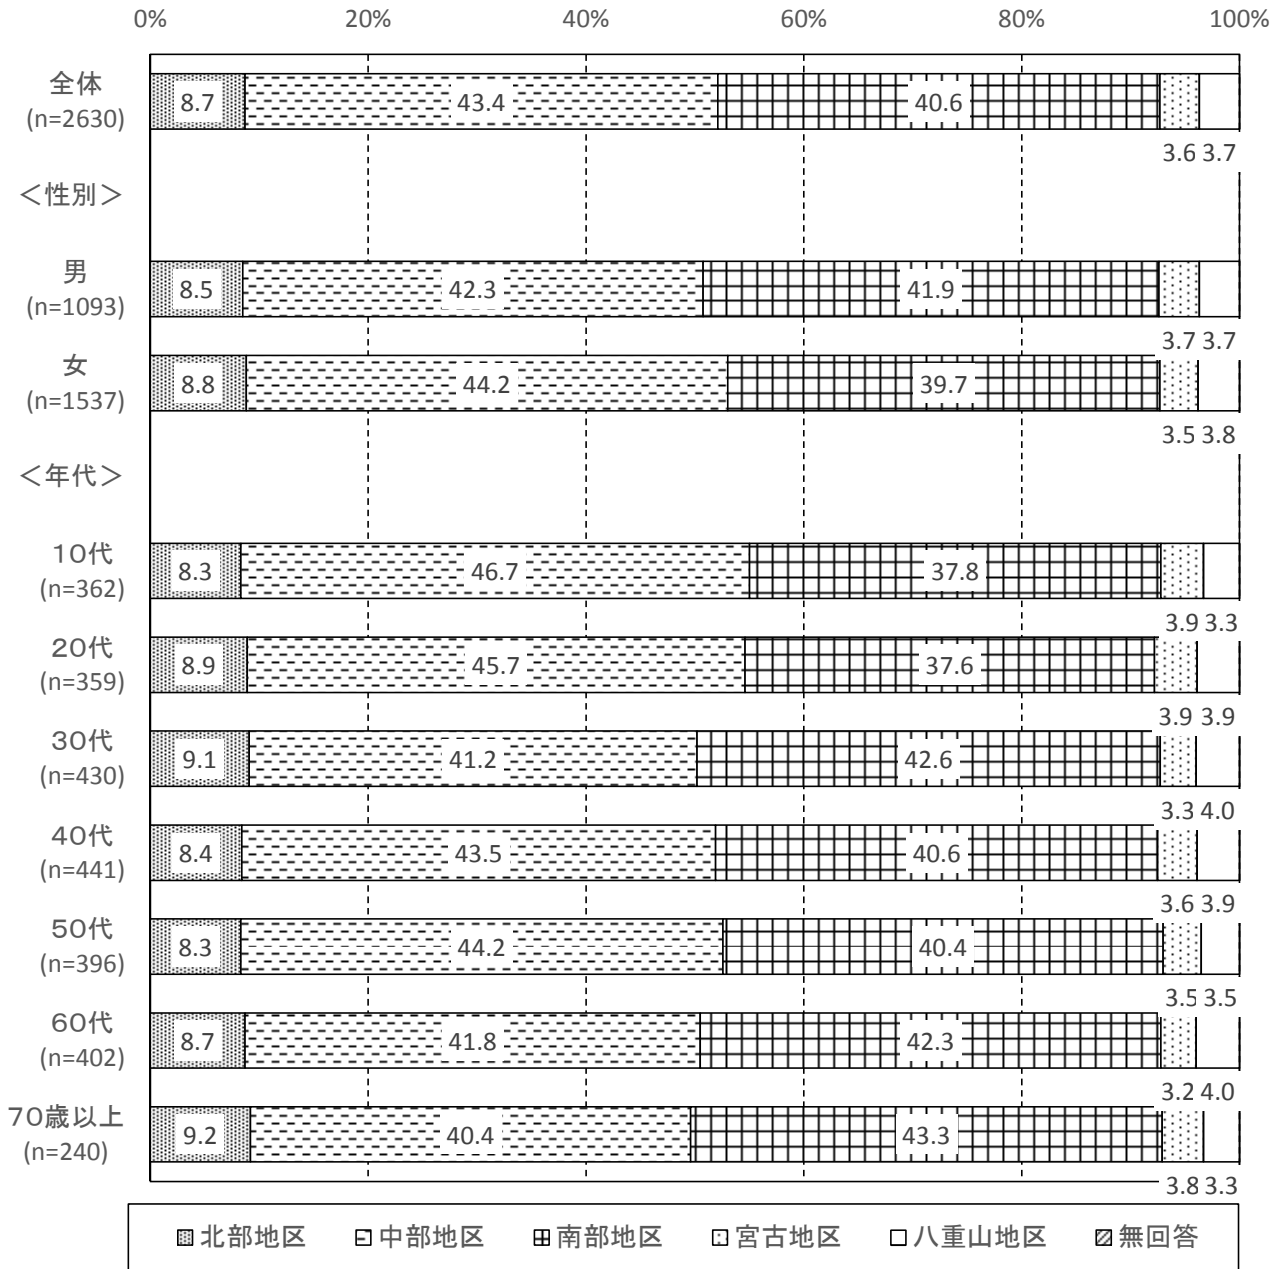 0% 20% 40% 60% 80% 100%
全体
(n=2630)
8.7 43.4 40.6
3.6 3.7
＜性別＞
男
(n=1093)
8.5 42.3 41.9
3.7 3.7
女
(n=1537)
8.8 44.2 39.7
3.5 3.8
＜年代＞
10代
(n=362)
8.3 46.7 37.8
3.9 3.3
20代
(n=359)
8.9 45.7 37.6
3.9 3.9
30代
(n=430)
9.1 41.2 42.6
3.3 4.0
40代
(n=441)
8.4 43.5 40.6
3.6 3.9
50代
(n=396)
8.3 44.2 40.4
3.5 3.5
60代
(n=402)
8.7 41.8 42.3
3.2 4.0
70歳以上
(n=240)
9.2 40.4 43.3
3.8 3.3
北部地区 中部地区 南部地区 宮古地区 八重山地区 無回答